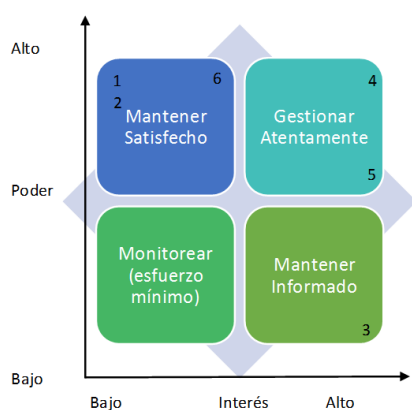 Alto
1
6
4
2
Mantener
Satisfecho
Gestionar
Atentamente
5
Poder
Monitorear
(esfuerzo
mínimo)
Mantener
Informado
3
Bajo
Bajo
Interés
Alto